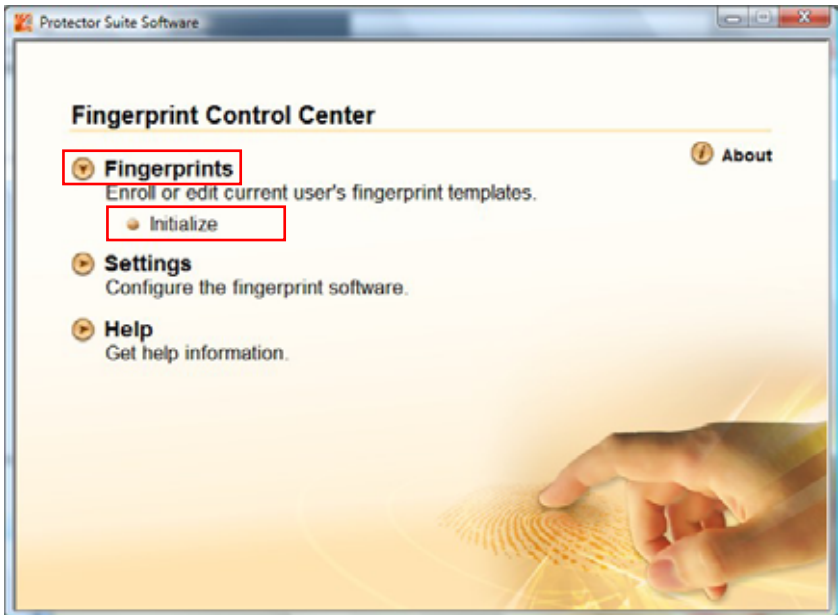 Protector Suite Software
Fingerprint Control Center
About
Fingerprints
Enroll or edit current user's fingerprint templates.
Initialize
Settings
Configure the fingerprint software.
Help
Get help information.